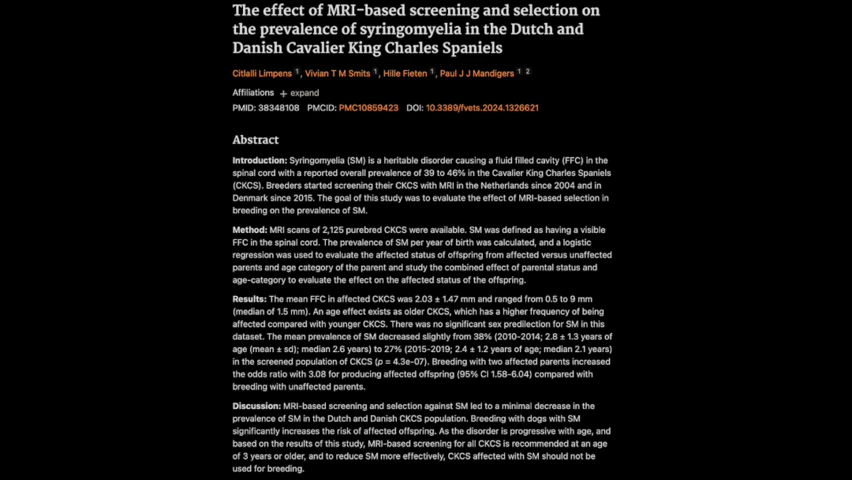 The effect of MRI-based screening and selection on
the prevalence of syringomyelia in the Dutch and
Danish Cavalier King Charles Spaniels
Citlalli Limpens 1, Vivian T M Smits 1, Hille Fieten 1, Paul J J Mandigers 1 2
Affiliations + expand
PMID: 38348108 PMCID: PMC10859423 DOI: 10.3389/fvets.2024.1326621
Abstract
Introduction: Syringomyelia (SM) is a heritable disorder causing a fluid filled cavity (FFC) in the
spinal cord with a reported overall prevalence of 39 to 46% in the Cavalier King Charles Spaniels
(CKCS). Breeders started screening their CKCS with MRI in the Netherlands since 2004 and in
Denmark since 2015. The goal of this study was to evaluate the effect of MRI-based selection in
breeding on the prevalence of SM.
Method: MRI scans of 2,125 purebred CKCS were available. SM was defined as having a visible
FFC in the spinal cord. The prevalence of SM per year of birth was calculated, and a logistic
regression was used to evaluate the affected status of offspring from affected versus unaffected
parents and age category of the parent and study the combined effect of parental status and
age-category to evaluate the effect on the affected status of the offspring.
Results: The mean FFC in affected CKCS was 2.03 ± 1.47 mm and ranged from 0.5 to 9 mm
(median of 1.5 mm). An age effect exists as older CKCS, which has a higher frequency of being
affected compared with younger CKCS. There was no significant sex predilection for SM in this
dataset. The mean prevalence of SM decreased slightly from 38% (2010-2014; 2.8 ± 1.3 years of
age (mean ± sd); median 2.6 years) to 27% (2015-2019; 2.4 ± 1.2 years of age; median 2.1 years)
in the screened population of CKCS (p = 4.3e-07). Breeding with two affected parents increased
the odds ratio with 3.08 for producing affected offspring (95% CI 1.58-6.04) compared with
breeding with unaffected parents.
Discussion: MRI-based screening and selection against SM led to a minimal decrease in the
prevalence of SM in the Dutch and Danish CKCS population. Breeding with dogs with SM
significantly increases the risk of affected offspring. As the disorder is progressive with age, and
based on the results of this study, MRI-based screening for all CKCS is recommended at an age
of 3 years or older, and to reduce SM more effectively, CKCS affected with SM should not be
used for breeding.